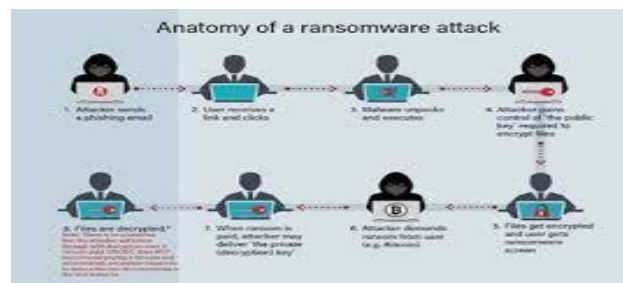 Anatomy of a ransomware attack
1. Attacker sends
a phishing email
2. User receives a
link and clicks
3. Malware unpacks
and executes
4. Attacker gains
control of 'the public
key' required to
encrypt files
5. Files get encrypted
and user gets
ransomware
screen
6. Attacker demands
ransom from user
(e.g. Bitcoin)
7. When ransom is
paid, attacker may
deliver 'the private
(decryption) key'
8. Files are decrypted.*